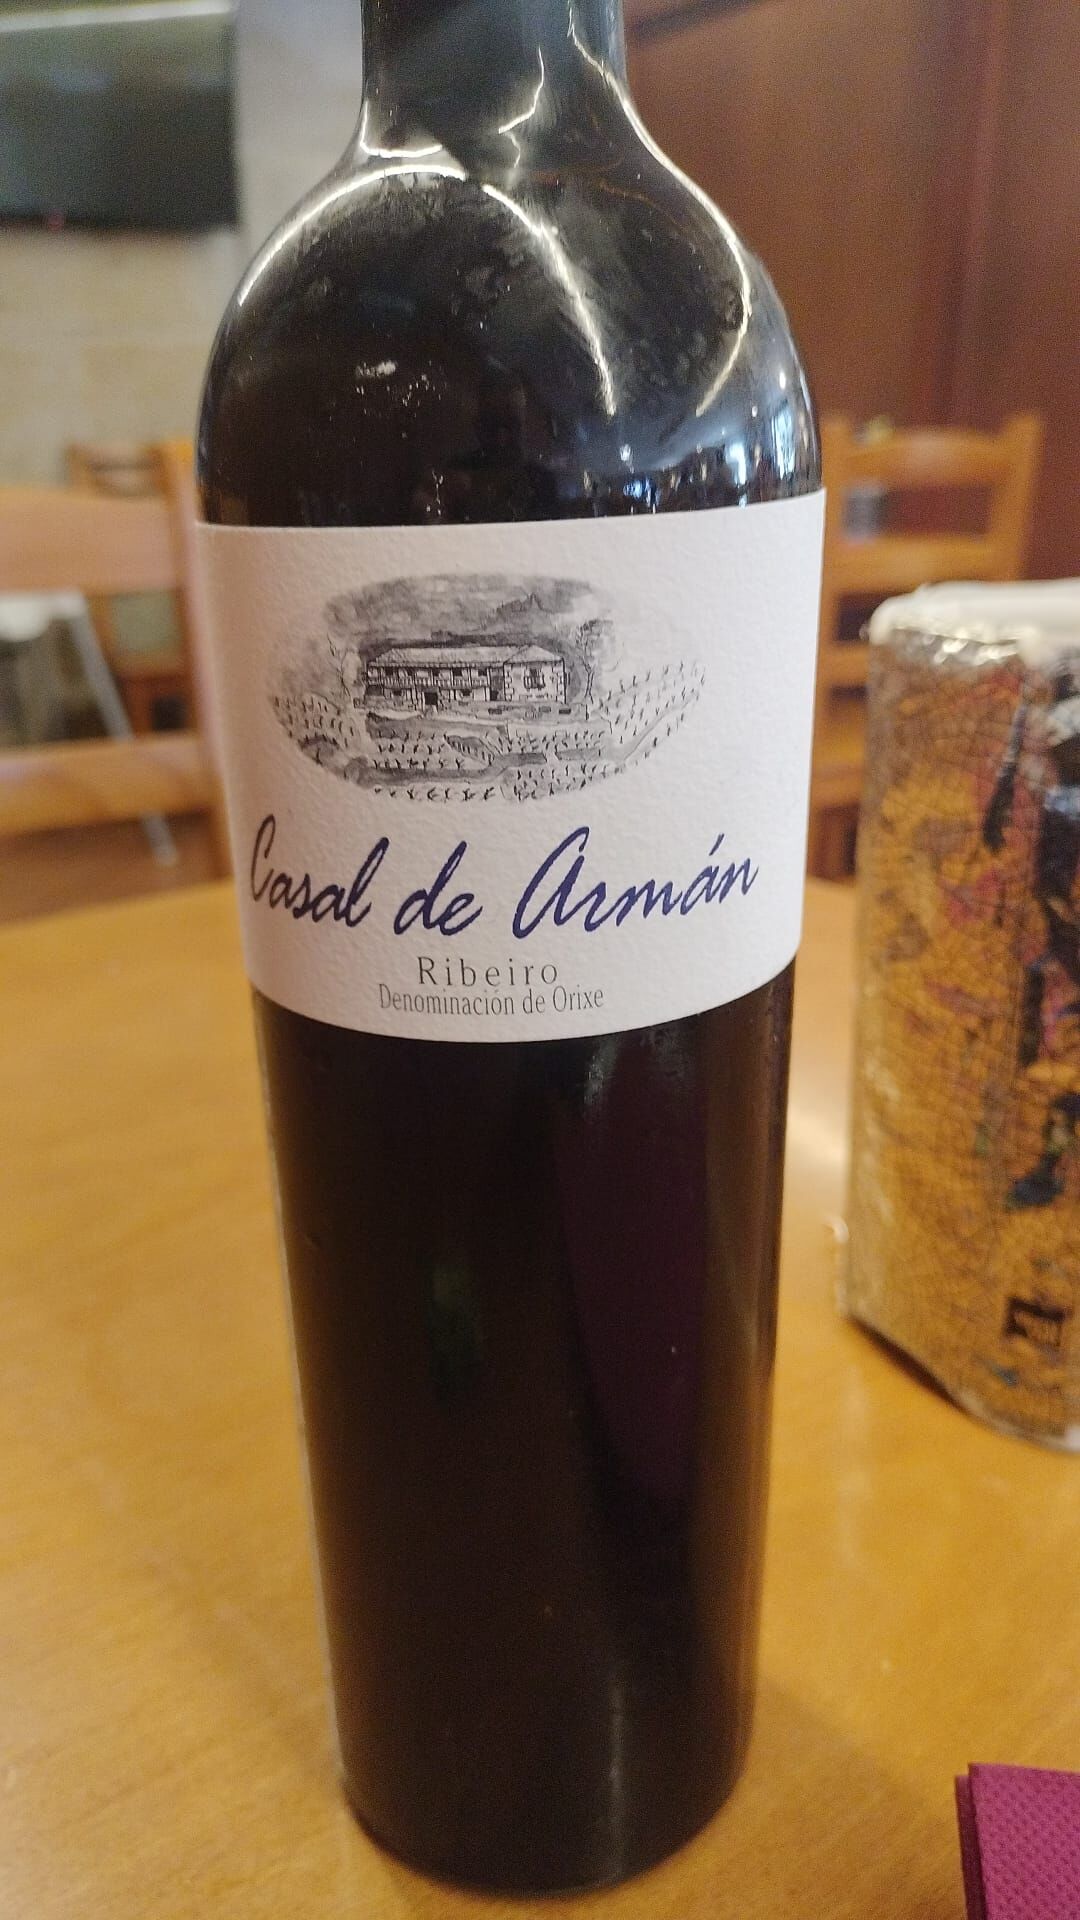 Casal de Armán
Ribeiro
Denominación de Orixe